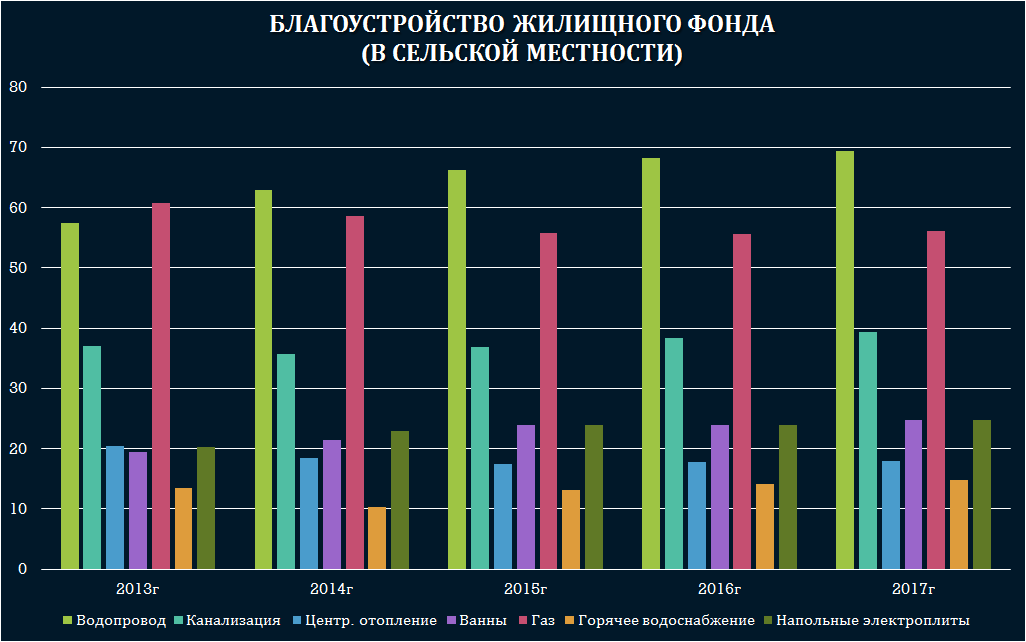 БЛАГОУСТРОЙСТВО ЖИЛИЩНОГО ФОНДА
(В СЕЛЬСКОЙ МЕСТНОСТИ)
80
70
60
50
40
30
20
10
0
2013г 2014г 2015г 2016г 2017г
Водопровод Канализация Центр. отопление Ванны Газ Горячее водоснабжение Напольные электроплиты